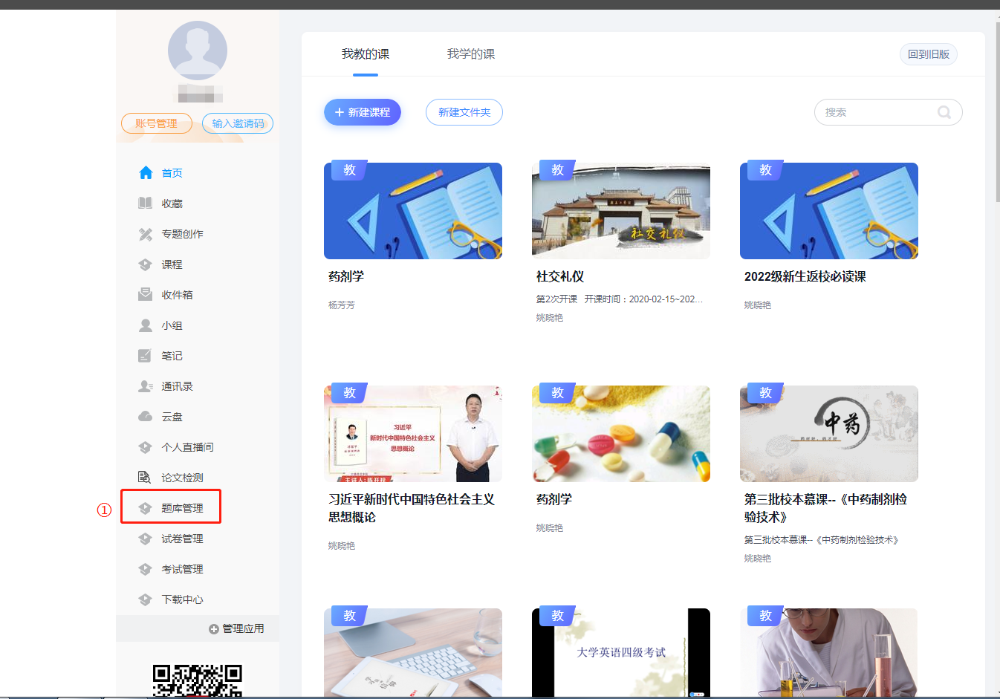 账号管理
输入邀请码
首页
收藏
专题创作
课程
收件箱
小组
笔记
通讯录
云盘
个人直播间
论文检测
①
题库管理
试卷管理
考试管理
下载中心
管理应用
我教的课
我学的课
回到旧版
+ 新建课程
新建文件夹
搜索
教
药剂学
杨芳芳
教
社交礼仪
社交礼仪
第2次开课 开课时间：2020-02-15~202...
姚晓艳
教
2022级新生返校必读课
姚晓艳
教
习近平
新时代中国特色社会主义
思想概论
习近平新时代中国特色社会主义
思想概论
姚晓艳
教
药剂学
姚晓艳
教
中药
第三批校本慕课--《中药制剂检
验技术》
第三批校本慕课--《中药制剂检验技术》
姚晓艳
教
教
大学英语四级考试
教